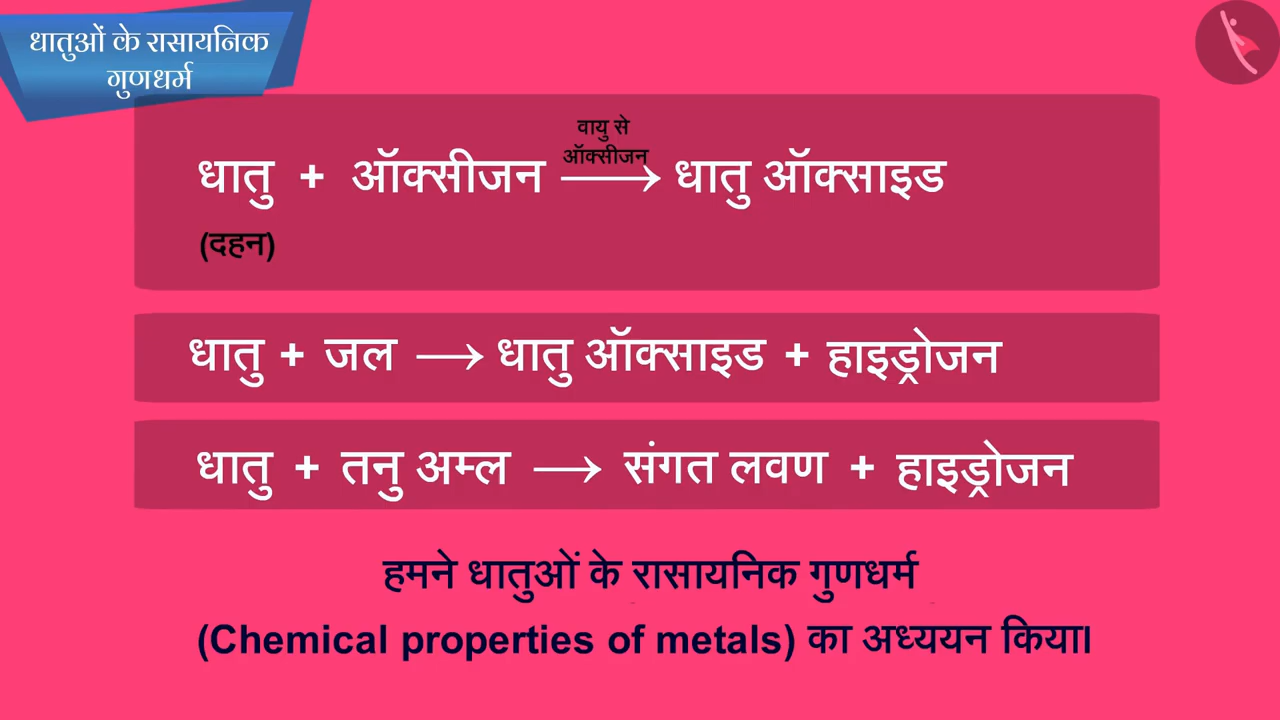 धातुओं के रासायनिक
गुणधर्म
वायु से
ऑक्सीजन
धातु + ऑक्सीजन ⟶ धातु ऑक्साइड
(दहन)
धातु + जल ⟶ धातु ऑक्साइड + हाइड्रोजन
धातु + तनु अम्ल ⟶ संगत लवण + हाइड्रोजन
हमने धातुओं के रासायनिक गुणधर्म
(Chemical properties of metals) का अध्ययन किया।